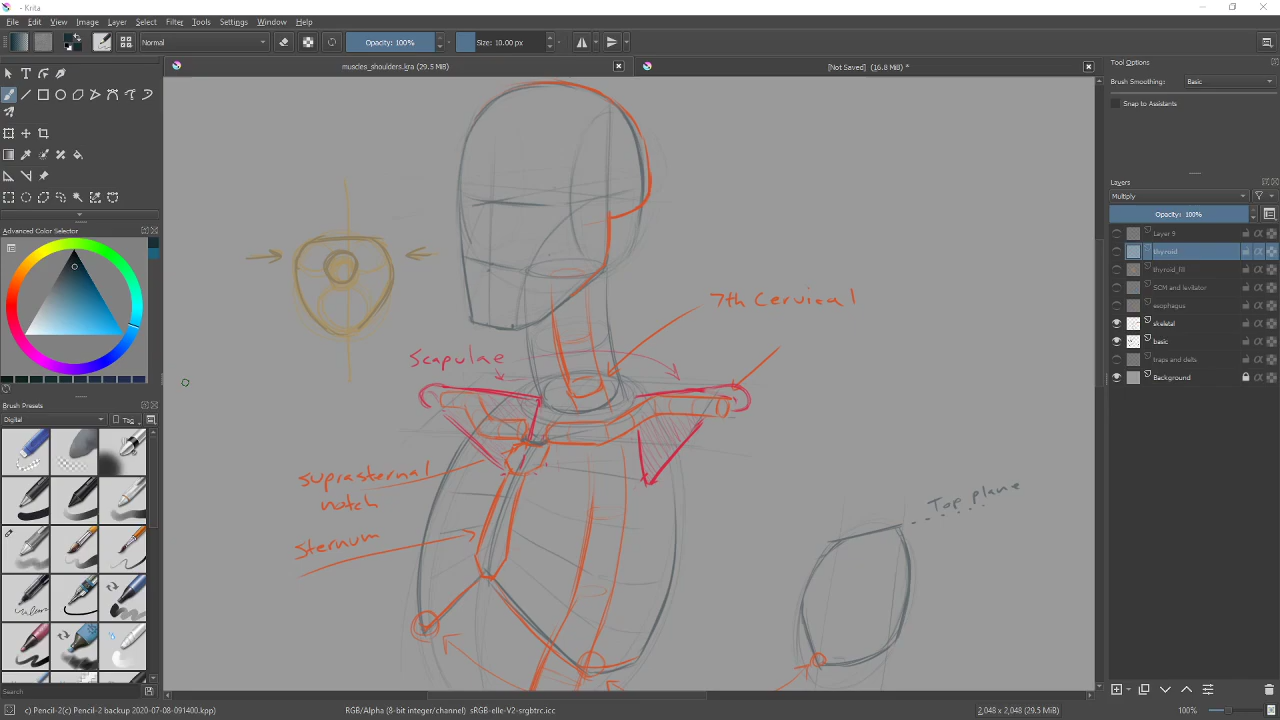 - Krita
File Edit View Image Layer Select Filter Tools Settings Window Help
Normal Opacity: 100% Size: 10.00 px
muscles_shoulders.kra (29.5 MiB) [Not Saved] (16.8 MiB) *
Tool Options
Brush Smoothing: Basic
Snap to Assistants
Layers
Multiply
Opacity: 100%
Layer 9
thyroid
thyroid_fill
SCM and levitator
esophagus
skeletal
basic
traps and dells
Background
Advanced Color Selector
Brush Presets
Digital Tag
Search
7th Cervical
Scapulae
suprasternal
notch
sternum
Top plane
c) Pencil-2(c) Pencil-2 backup 2020-07-08-091400.kpp) RGB/Alpha (8-bit integer/channel) sRGB-elle-V2-srgbtrc.icc 2,048 x 2,048 (29.5 MiB) 100%